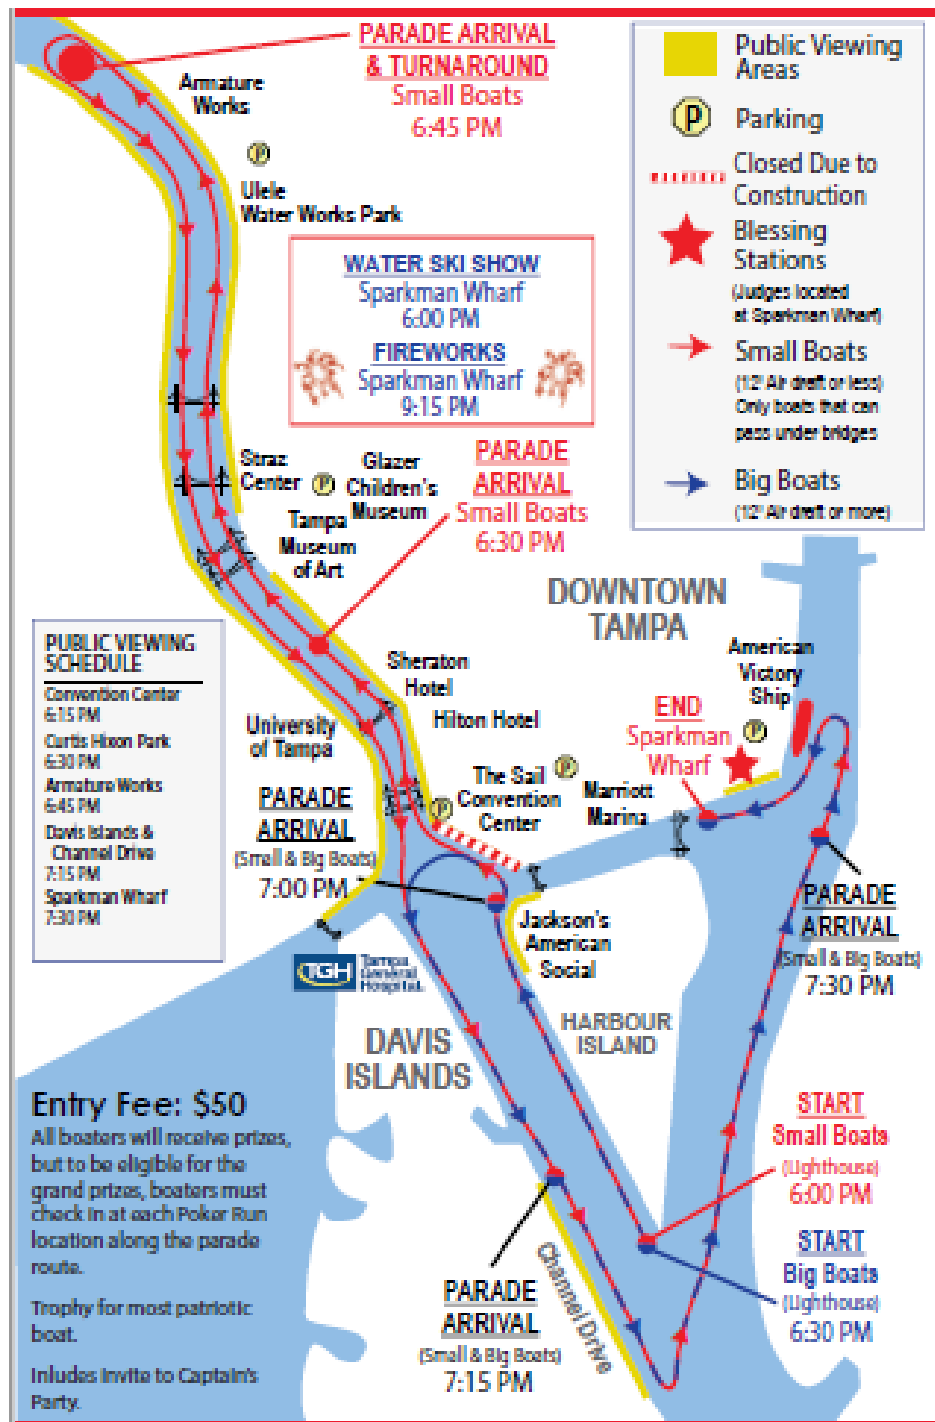 PARADE ARRIVAL
& TURNAROUND
Small Boats
6:45 PM
Armature
Works
P
Ulele
Water Works Park
WATER SKI SHOW
Sparkman Wharf
6:00 PM
FIREWORKS
Sparkman Wharf
9:15 PM
Public Viewing
Areas
P
Parking
Closed Due to
Construction
Blessing
Stations
(Judges located
at Sparkman Wharf)
Small Boats
(12' Air draft or less)
Only boats that can
pass under bridges
Big Boats
(12' Air draft or more)
Straz
Center
P
Glazer
Children's
Museum
Tampa
Museum
of Art
PARADE
ARRIVAL
Small Boats
6:30 PM
DOWNTOWN
TAMPA
PUBLIC VIEWING
SCHEDULE
Convention Center
6:15 PM
Curtis Hixon Park
6:30 PM
Armature Works
6:45 PM
Davis Islands &
Channel Drive
7:15 PM
Sparkman Wharf
7:30 PM
Sheraton
Hotel
Hilton Hotel
University
of Tampa
American
Victory
Ship
P
END
Sparkman
Wharf
The Sail
P
Convention
Center
P
Marriott
Marina
PARADE
ARRIVAL
(Small & Big Boats)
7:00 PM
Jackson's
American
Social
PARADE
ARRIVAL
(Small & Big Boats)
7:30 PM
TGH
Tampa
General
Hospital.
DAVIS
ISLANDS
HARBOUR
ISLAND
Entry Fee: $50
All boaters will receive prizes,
but to be eligible for the
grand prizes, boaters must
check in at each Poker Run
location along the parade
route.
Trophy for most patriotic
boat.
Inludes invite to Captain's
Party.
START
Small Boats
(Lighthouse)
6:00 PM
START
Big Boats
(Lighthouse)
6:30 PM
Channel Drive
PARADE
ARRIVAL
(Small & Big Boats)
7:15 PM